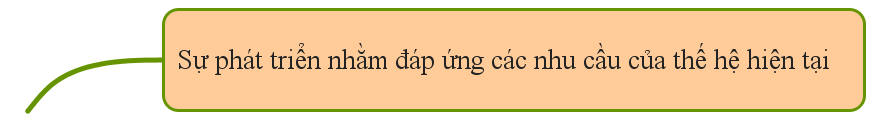 Sự phát triển nhằm đáp ứng các nhu cầu của thế hệ hiện tại